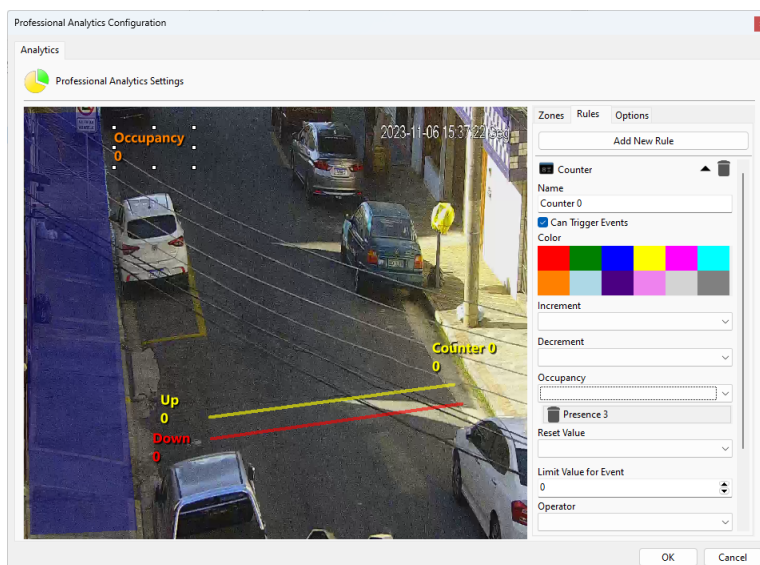 Professional Analytics Configuration
Analytics
Professional Analytics Settings
Occupancy
0
2023-11-06 15:37:22 Seg
Counter 0
0
Up
0
Down
0
Zones
Rules
Options
Add New Rule
Counter
Name
Counter 0
Can Trigger Events
Color
Increment
Decrement
Occupancy
Presence 3
Reset Value
Limit Value for Event
0
Operator
OK
Cancel